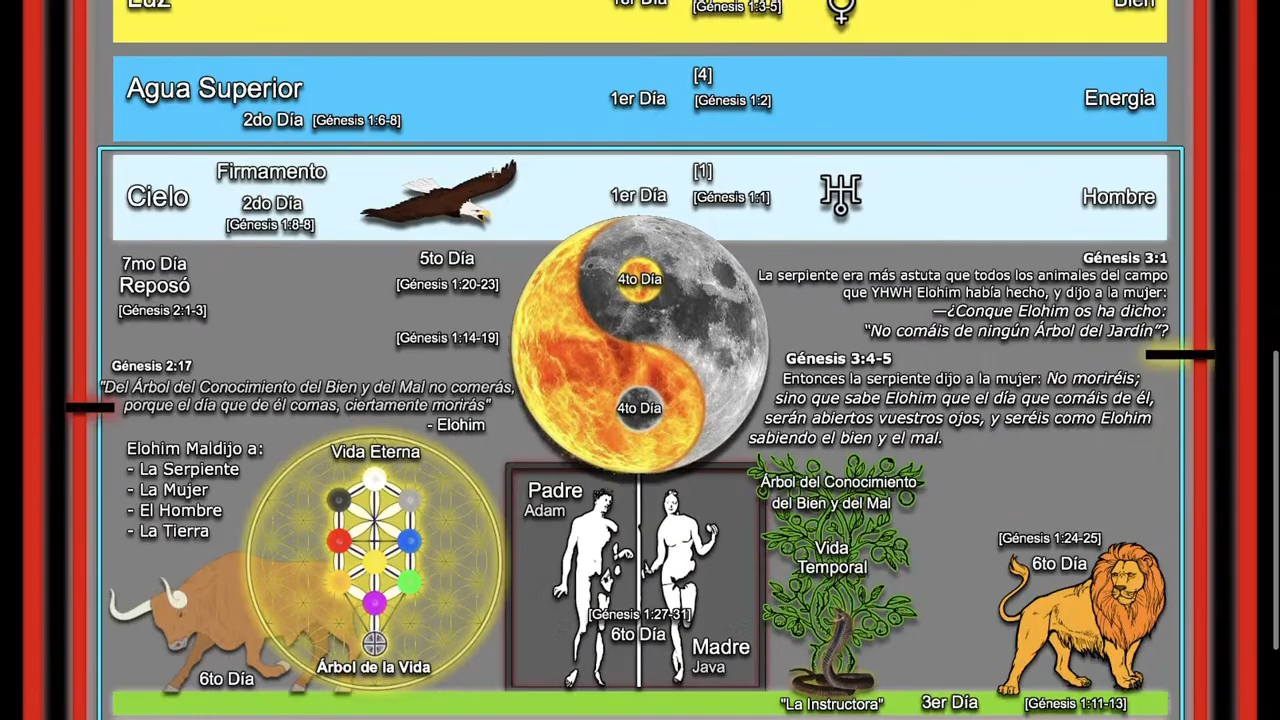 Luz
1er Día
[Génesis 1:3-5]
Bien
Agua Superior
2do Día [Génesis 1:6-8]
1er Día
[4]
[Génesis 1:2]
Energia
Cielo
Firmamento
2do Día
[Génesis 1:8-8]
1er Día
[1]
[Génesis 1:1]
Hombre
7mo Día
Reposó
[Génesis 2:1-3]
5to Día
[Génesis 1:20-23]
[Génesis 1:14-19]
4to Día
4to Día
Génesis 3:1
La serpiente era más astuta que todos los animales del campo
que YHWH Elohim había hecho, y dijo a la mujer:
—¿Conque Elohim os ha dicho:
“No comáis de ningún Árbol del Jardín”?
Génesis 3:4-5
Entonces la serpiente dijo a la mujer: No moriréis;
sino que sabe Elohim que el día que comáis de él,
serán abiertos vuestros ojos, y seréis como Elohim
sabiendo el bien y el mal.
Génesis 2:17
"Del Árbol del Conocimiento del Bien y del Mal no comerás,
porque el día que de él comas, ciertamente morirás"
- Elohim
Elohim Maldijo a:
- La Serpiente
- La Mujer
- El Hombre
- La Tierra
6to Día
Vida Eterna
Árbol de la Vida
Padre
Adam
[Génesis 1:27-31]
6to Día
Madre
Java
Árbol del Conocimiento
del Bien y del Mal
Vida
Temporal
"La Instructora"
[Génesis 1:24-25]
6to Día
3er Día
[Génesis 1:11-13]